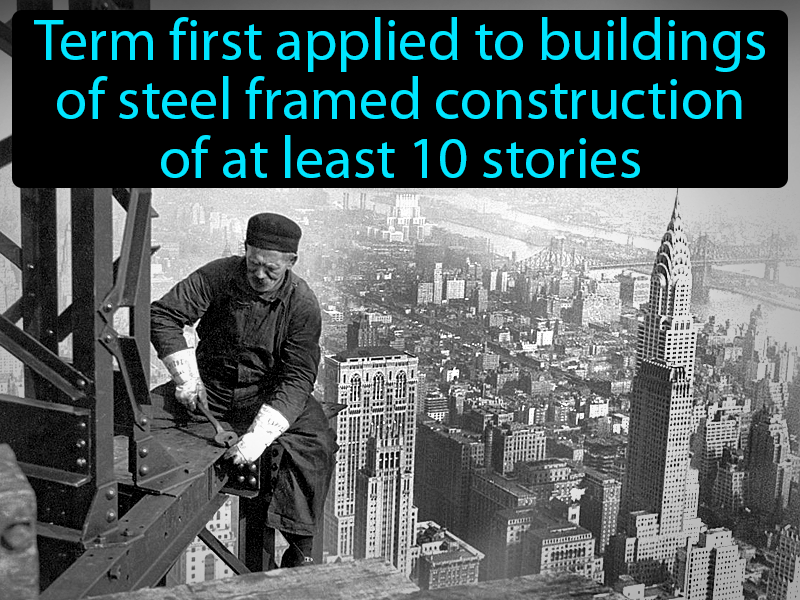 Term first applied to buildings
of steel framed construction
of at least 10 stories